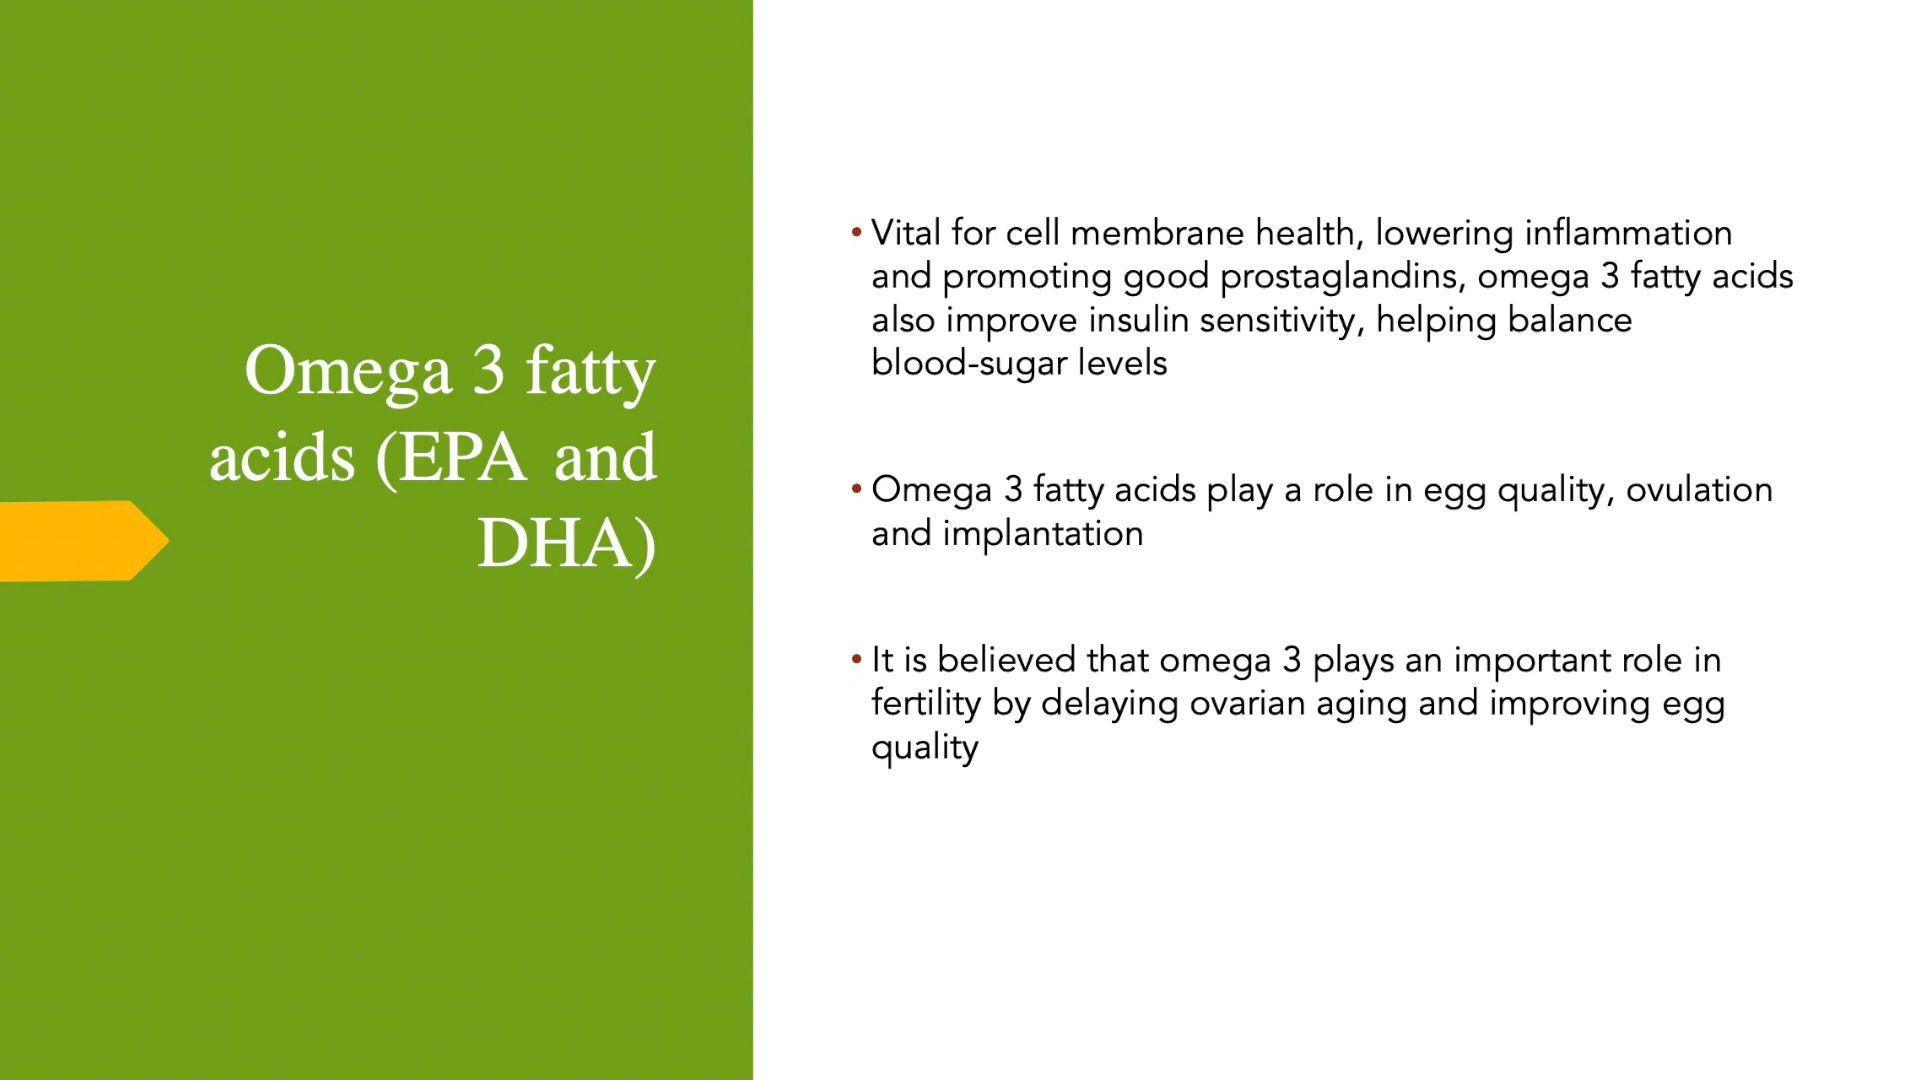 Omega 3 fatty
acids (EPA and
DHA)
• Vital for cell membrane health, lowering inflammation
and promoting good prostaglandins, omega 3 fatty acids
also improve insulin sensitivity, helping balance
blood-sugar levels
• Omega 3 fatty acids play a role in egg quality, ovulation
and implantation
• It is believed that omega 3 plays an important role in
fertility by delaying ovarian aging and improving egg
quality